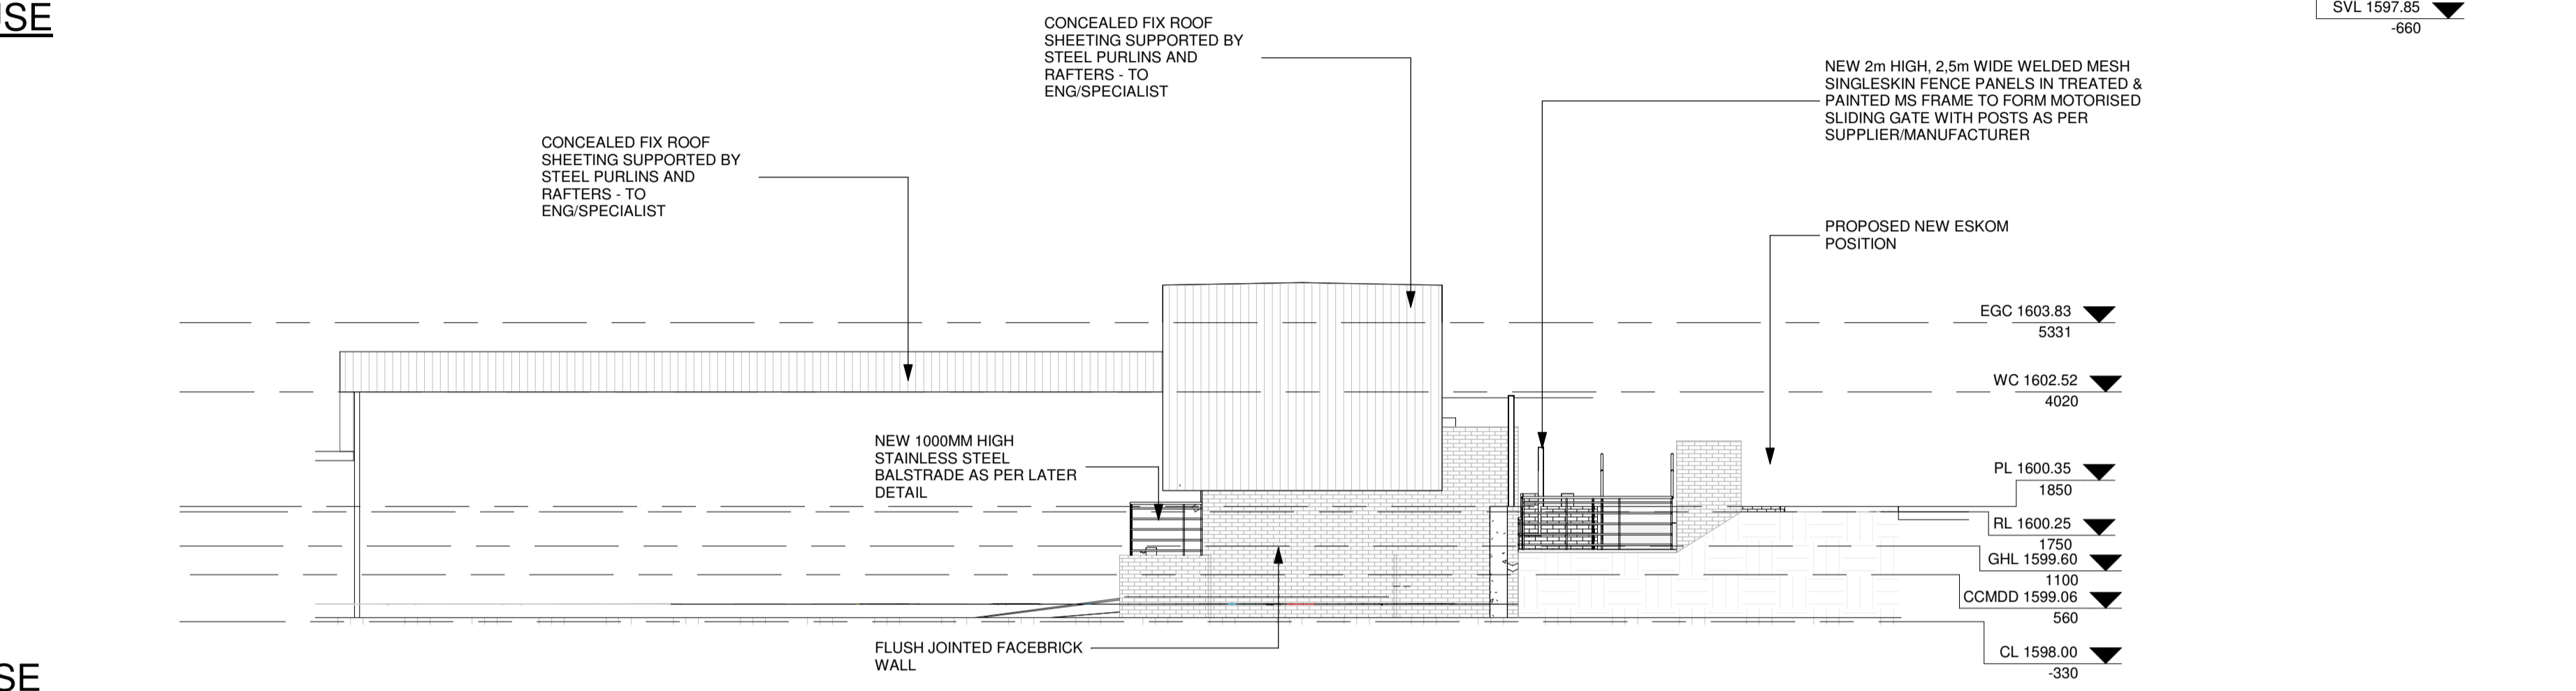 USE
SVL 1597.85
-660
CONCEALED FIX ROOF
SHEETING SUPPORTED BY
STEEL PURLINS AND
RAFTERS - TO
ENG/SPECIALIST
NEW 2m HIGH, 2,5m WIDE WELDED MESH
SINGLESKIN FENCE PANELS IN TREATED &
PAINTED MS FRAME TO FORM MOTORISED
SLIDING GATE WITH POSTS AS PER
SUPPLIER/MANUFACTURER
CONCEALED FIX ROOF
SHEETING SUPPORTED BY
STEEL PURLINS AND
RAFTERS - TO
ENG/SPECIALIST
PROPOSED NEW ESKOM
POSITION
EGC 1603.83
5331
WC 1602.52
4020
NEW 1000MM HIGH
STAINLESS STEEL
BALSTRADE AS PER LATER
DETAIL
PL 1600.35
1850
RL 1600.25
1750
GHL 1599.60
1100
CCMDD 1599.06
560
FLUSH JOINTED FACEBRICK
WALL
CL 1598.00
-330
SE